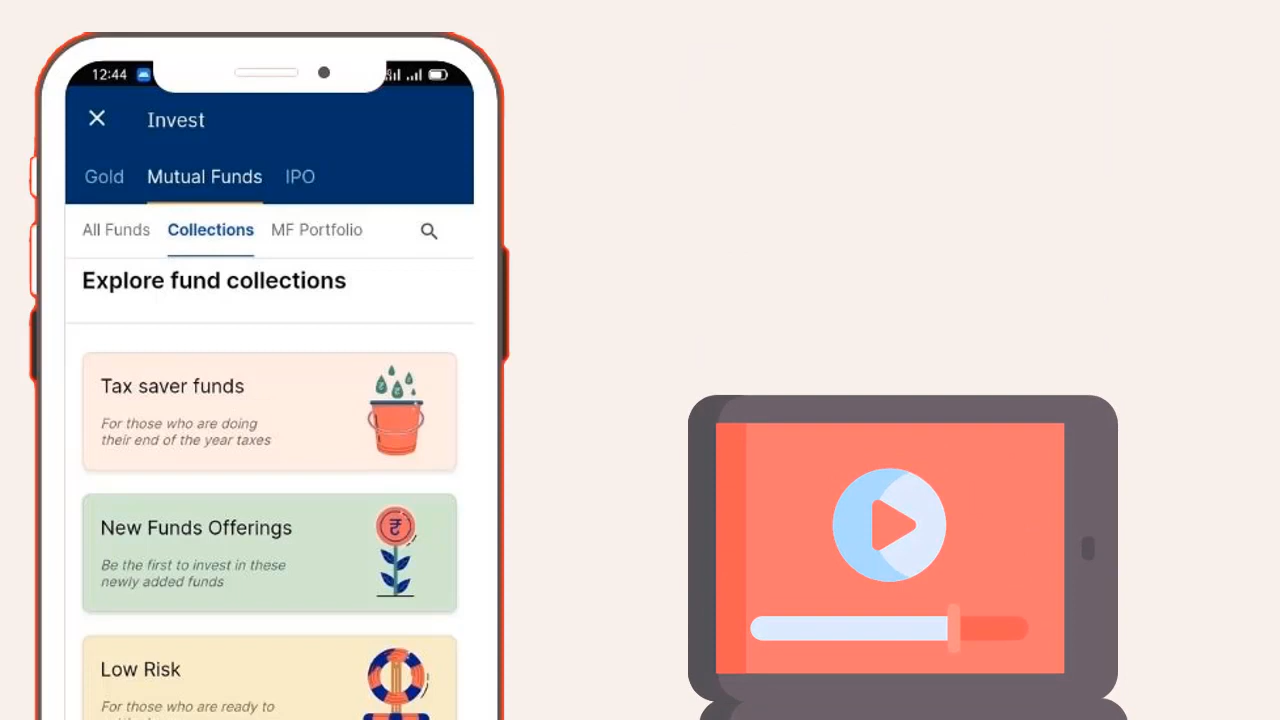 12:44
Invest
Gold Mutual Funds IPO
All Funds Collections MF Portfolio
Explore fund collections
Tax saver funds
For those who are doing
their end of the year taxes
New Funds Offerings
Be the first to invest in these
newly added funds
Low Risk
For those who are ready to